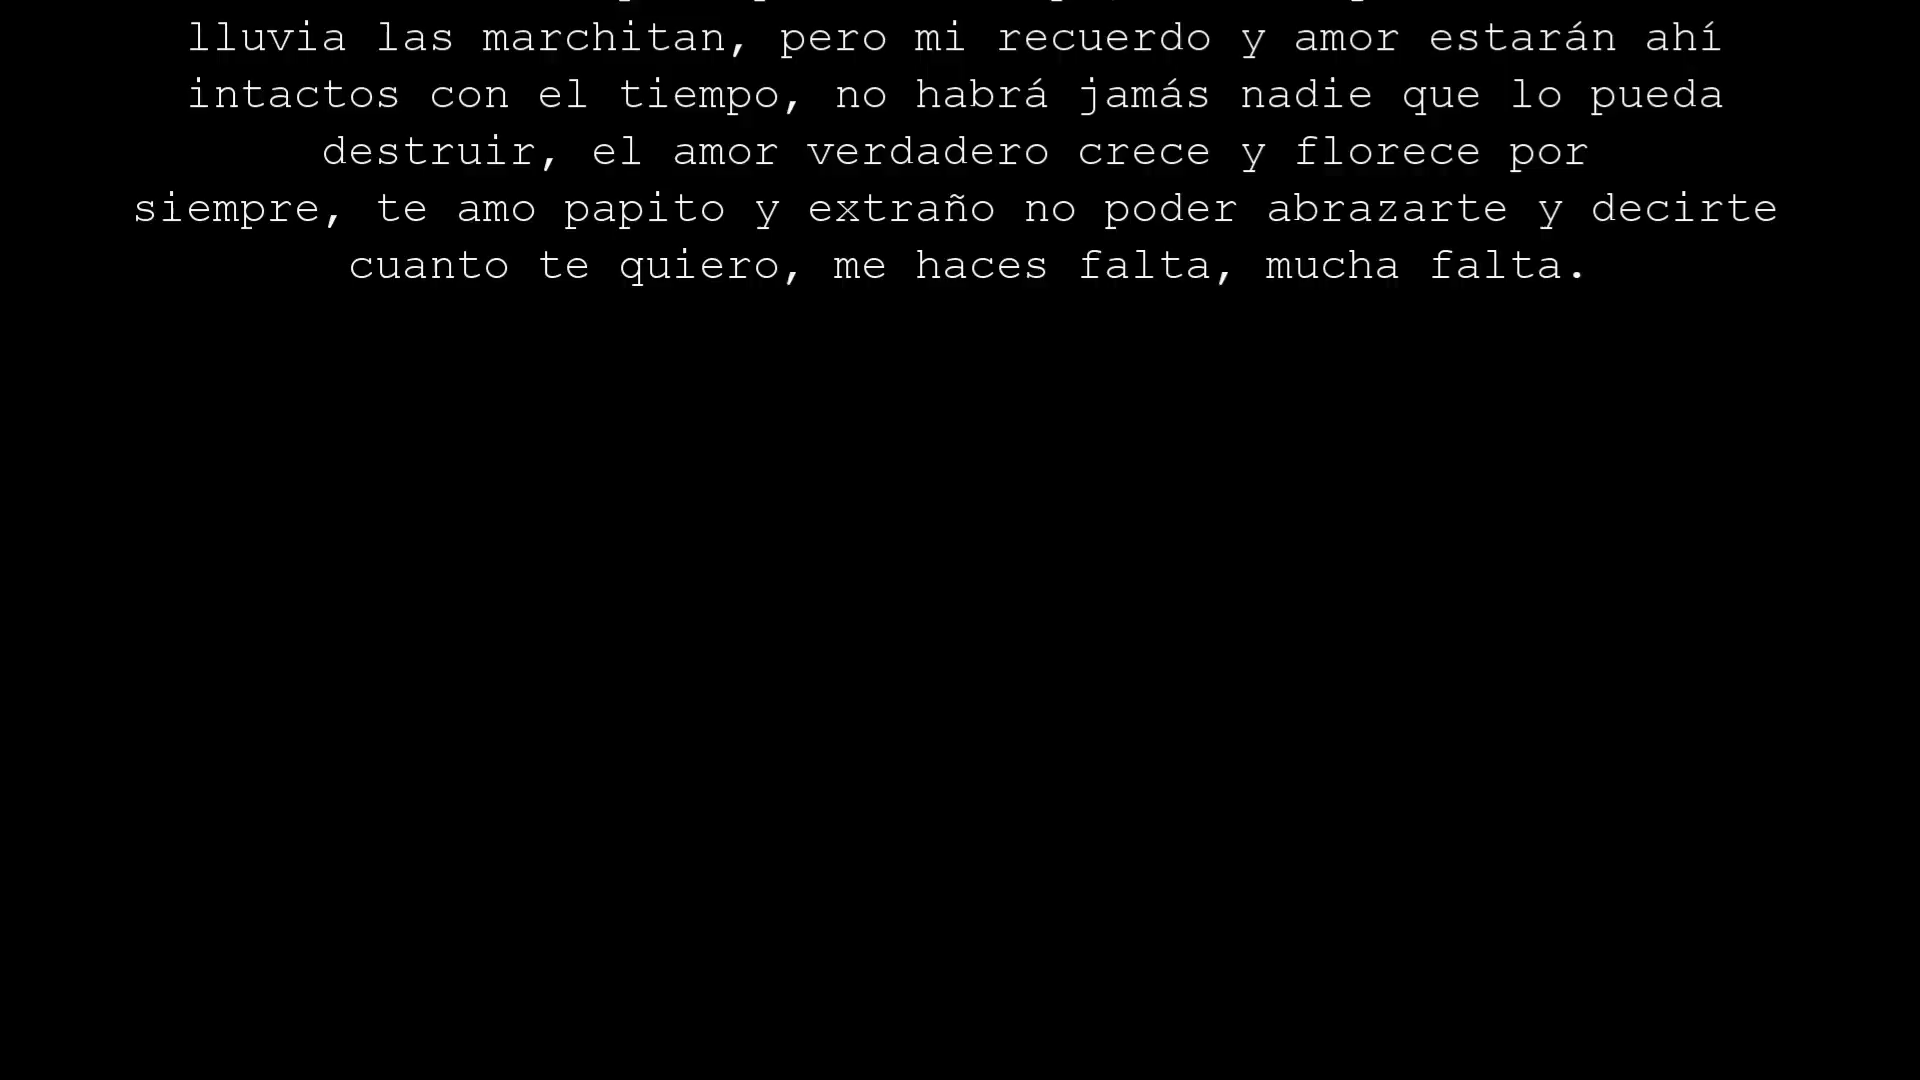 lluvia las marchitan, pero mi recuerdo y amor estarán ahí
intactos con el tiempo, no habrá jamás nadie que lo pueda
destruir, el amor verdadero crece y florece por
siempre, te amo papito y extraño no poder abrazarte y decirte
cuanto te quiero, me haces falta, mucha falta.